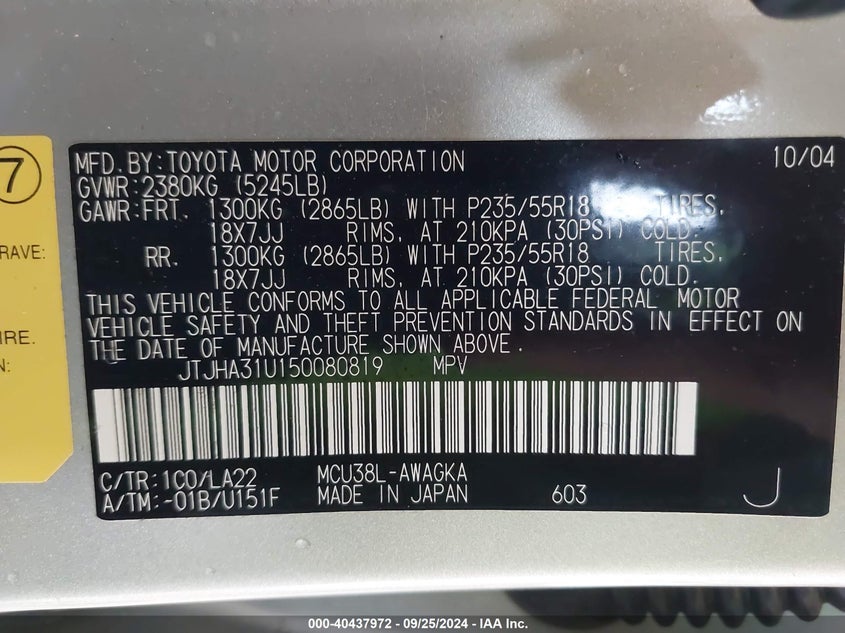 7
RAVE:
IRE.
N:
MFD.BY:TOYOTA MOTOR CORPORATION 10/04
GVWR:2380KG (5245LB)
GAWR:FRT. 1300KG (2865LB) WITH P235/55R18 TIRES,
18X7JJ RIMS, AT 210KPA (30PSI) COLD.
RR. 1300KG (2865LB) WITH P235/55R18 TIRES,
18X7JJ RIMS, AT 210KPA (30PSI) COLD.
THIS VEHICLE CONFORMS TO ALL APPLICABLE FEDERAL MOTOR
VEHICLE SAFETY AND THEFT PREVENTION STANDARDS IN EFFECT ON
THE DATE OF MANUFACTURE SHOWN ABOVE.
JTJHA31U150080819 MPV
C/TR:1C0/LA22 MCU38L-AWAGKA
A/TM:-01B/U151F MADE IN JAPAN 603 J
000-40437972 - 09/25/2024 - IAA Inc.